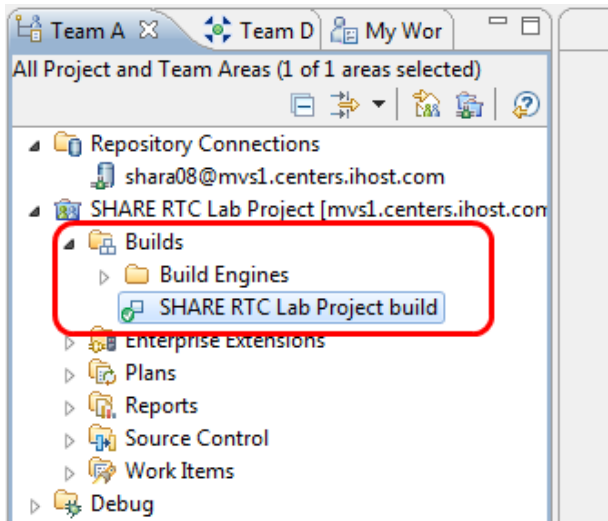 Team A Team D My Wor
All Project and Team Areas (1 of 1 areas selected)
Repository Connections
shara08@mvs1.centers.ihost.com
SHARE RTC Lab Project [mvs1.centers.ihost.com
Builds
Build Engines
SHARE RTC Lab Project build
Enterprise Extensions
Plans
Reports
Source Control
Work Items
Debug